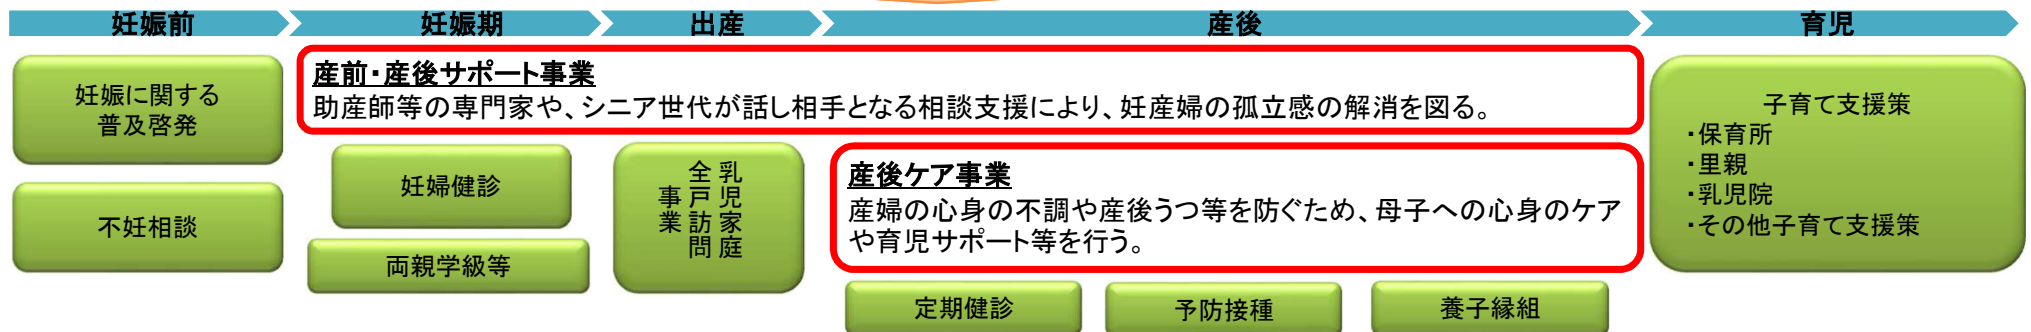 妊娠前
妊娠期
出産
産後
育児
妊娠に関する
普及啓発
不妊相談
産前・産後サポート事業
助産師等の専門家や、シニア世代が話し相手となる相談支援により、妊産婦の孤立感の解消を図る。
妊婦健診
両親学級等
乳児家庭
全戸訪問
事業
産後ケア事業
産婦の心身の不調や産後うつ等を防ぐため、母子への心身のケア
や育児サポート等を行う。
定期健診
予防接種
養子縁組
子育て支援策
・保育所
・里親
・乳児院
・その他子育て支援策